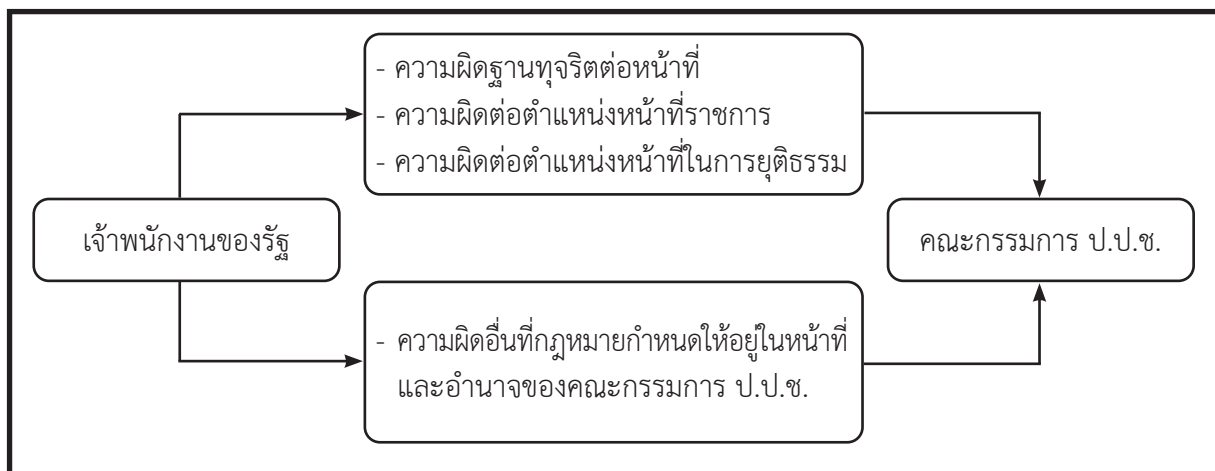 - ความผิดฐานทุจริตต่อหน้าที่
- ความผิดต่อตำแหน่งหน้าที่ราชการ
- ความผิดต่อตำแหน่งหน้าที่ในการยุติธรรม
เจ้าพนักงานของรัฐ
คณะกรรมการ ป.ป.ช.
- ความผิดอื่นที่กฎหมายกำหนดให้อยู่ในหน้าที่
และอำนาจของคณะกรรมการ ป.ป.ช.